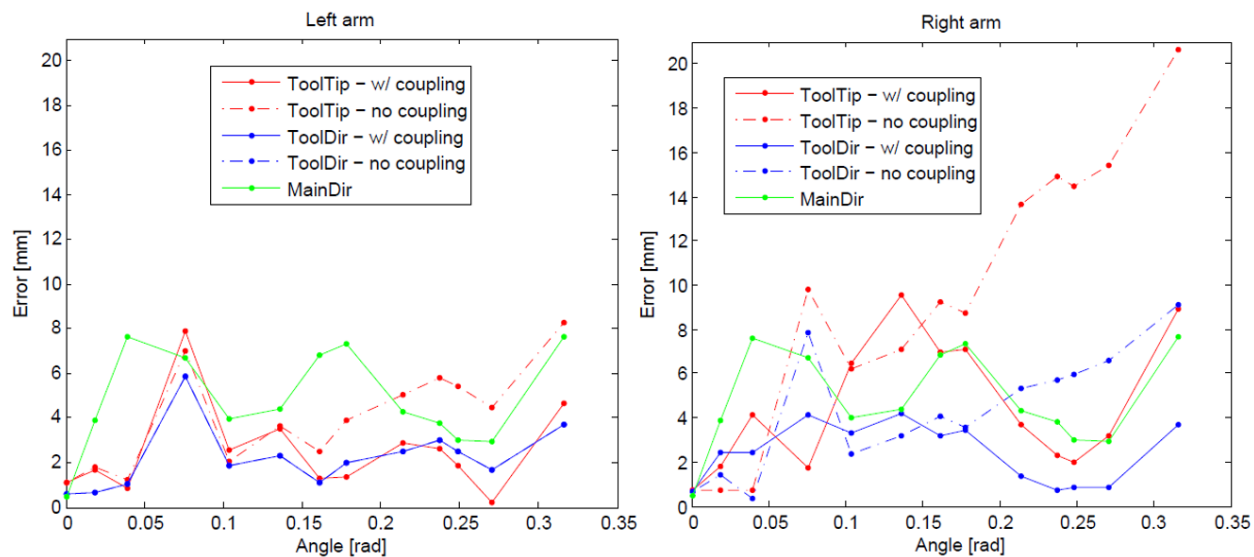 Left arm
20
18
16
14
12
10
8
6
4
2
0
Error [mm]
ToolTip − w/ coupling
ToolTip − no coupling
ToolDir − w/ coupling
ToolDir − no coupling
MainDir
0 0.05 0.1 0.15 0.2 0.25 0.3 0.35
Angle [rad]
Right arm
20
18
16
14
12
10
8
6
4
2
0
Error [mm]
ToolTip − w/ coupling
ToolTip − no coupling
ToolDir − w/ coupling
ToolDir − no coupling
MainDir
0 0.05 0.1 0.15 0.2 0.25 0.3 0.35
Angle [rad]